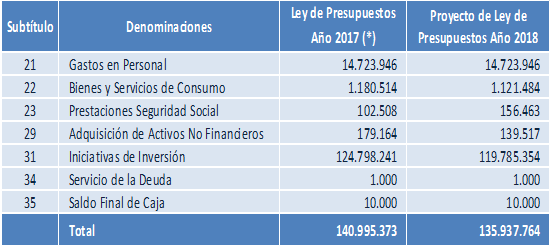 Subtítulo Denominaciones Ley de Presupuestos Año 2017 (*) Proyecto de Ley de Presupuestos Año 2018
21 Gastos en Personal 14.723.946 14.723.946
22 Bienes y Servicios de Consumo 1.180.514 1.121.484
23 Prestaciones Seguridad Social 102.508 156.463
29 Adquisición de Activos No Financieros 179.164 139.517
31 Iniciativas de Inversión 124.798.241 119.785.354
34 Servicio de la Deuda 1.000 1.000
35 Saldo Final de Caja 10.000 10.000
Total 140.995.373 135.937.764